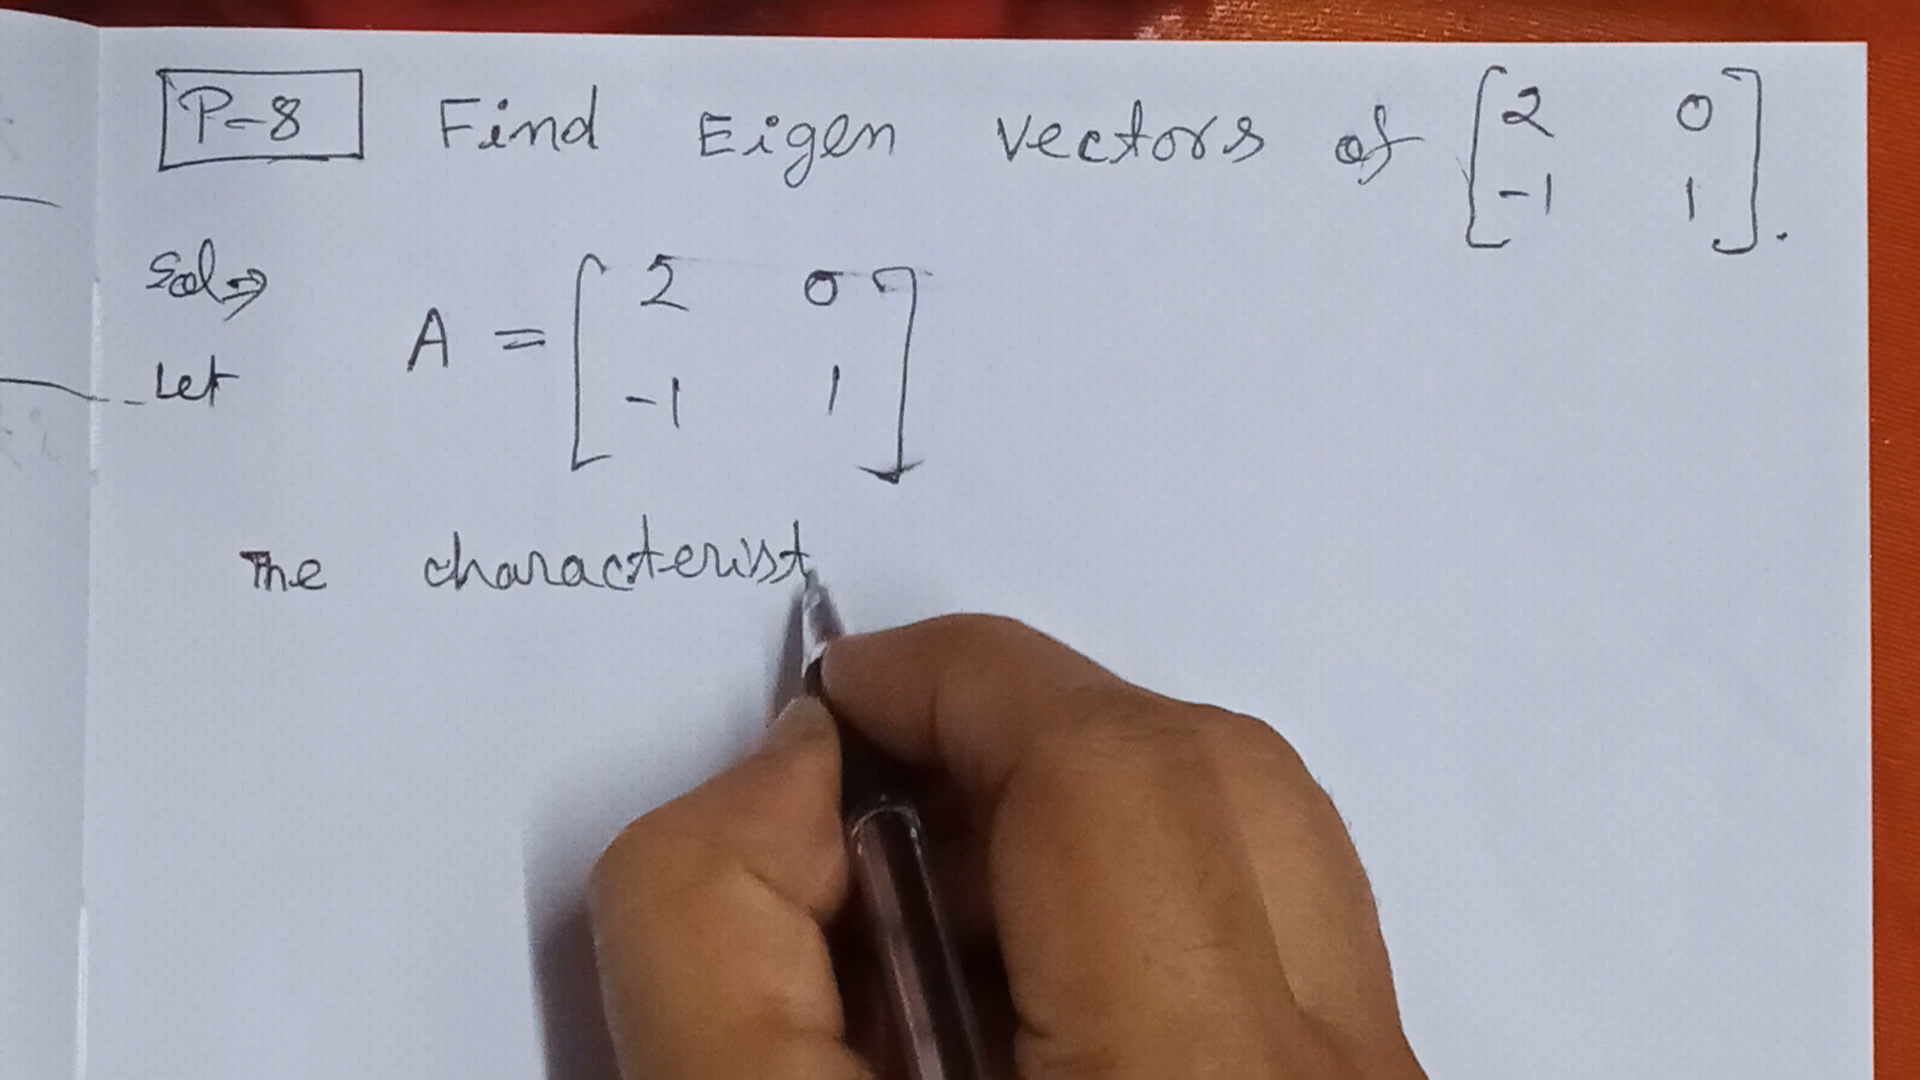 P-8 Find Eigen vectors of [2 0
-1 1].
Sol⇒
Let A = [2 0
-1 1]
The characterist